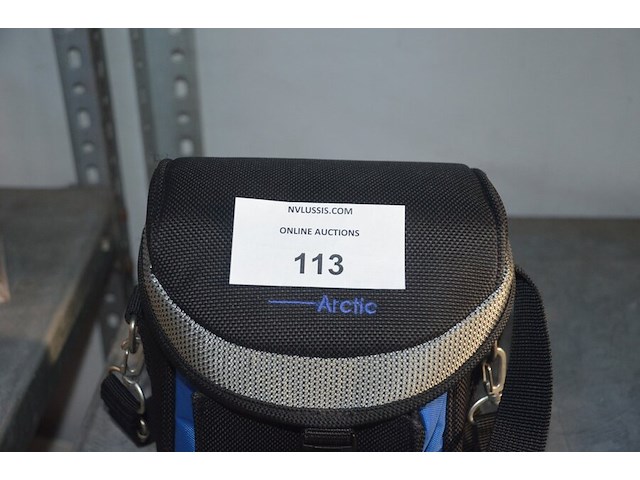 NVLUSSIS.COM
ONLINE AUCTIONS
113
Arctic